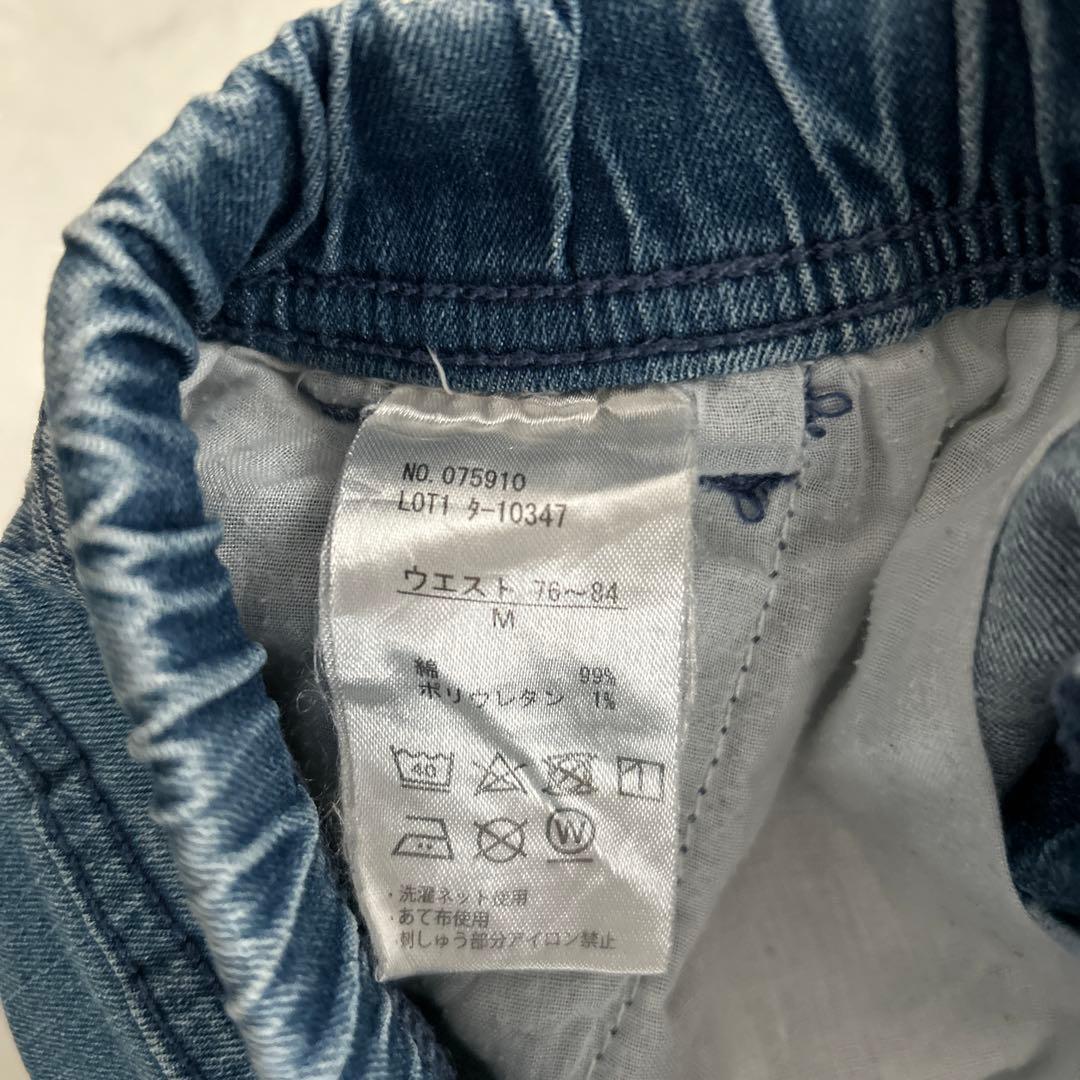 NO. 075910
LOT1 ﾀ-10347
ウエスト 76~84
M
綿 99%
ポリウレタン 1%
W
・洗濯ネット使用
・あて布使用
・刺しゅう部分アイロン禁止